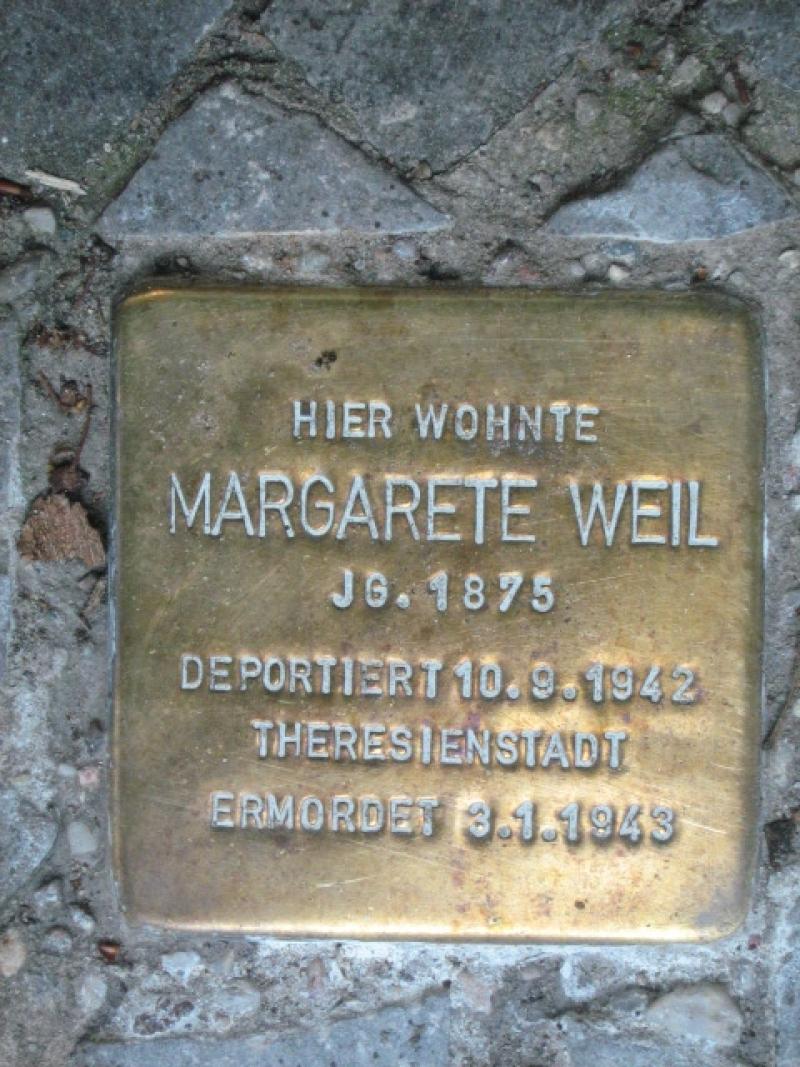 HIER WOHNTE
MARGARETE WEIL
JG. 1875
DEPORTIERT 10.9.1942
THERESIENSTADT
ERMORDET 3.1.1943